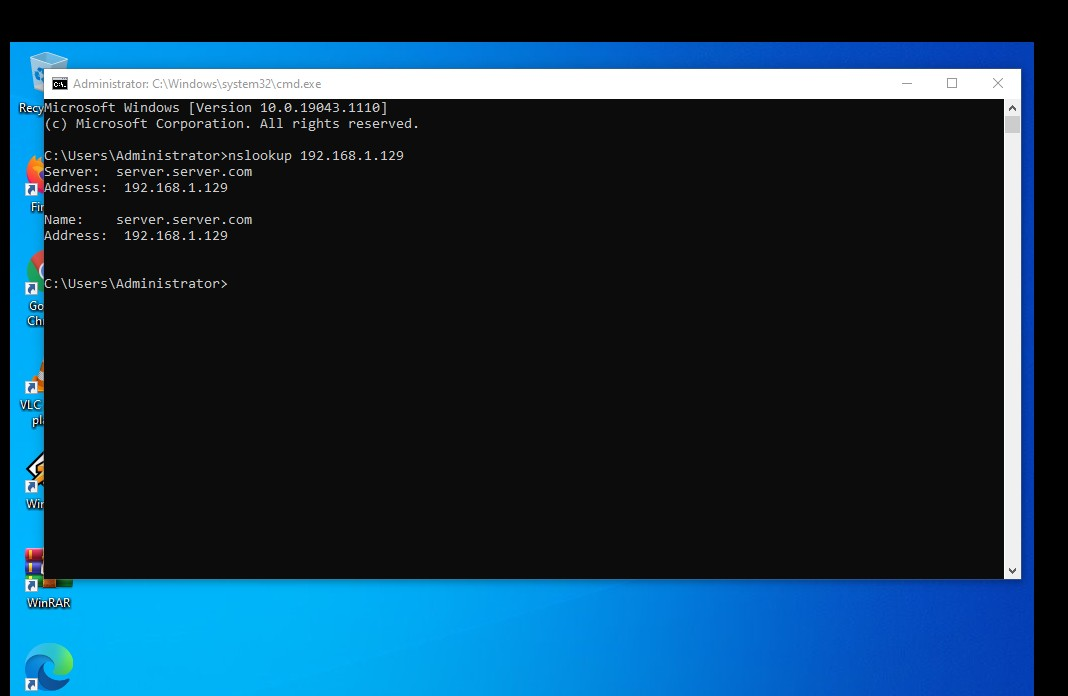 Administrator: C:\Windows\system32\cmd.exe
Microsoft Windows [Version 10.0.19043.1110]
(c) Microsoft Corporation. All rights reserved.
C:\Users\Administrator>nslookup 192.168.1.129
Server:  server.server.com
Address:  192.168.1.129
Name:    server.server.com
Address:  192.168.1.129
C:\Users\Administrator>
VLC
WinRAR